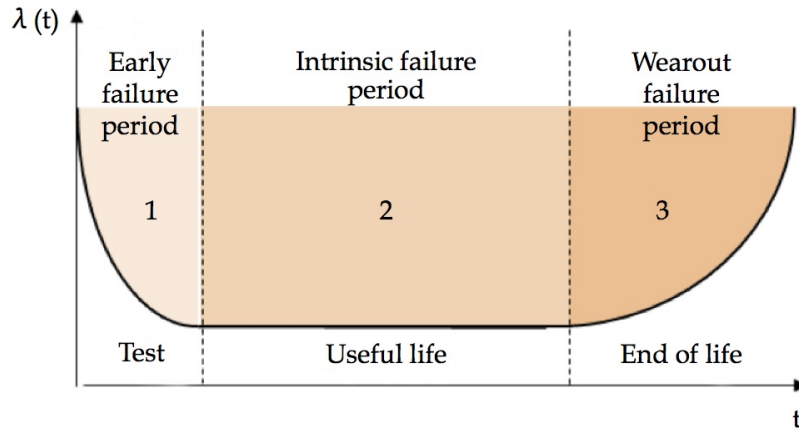 λ (t)
Early
failure
period
Intrinsic failure
period
Wearout
failure
period
1
2
3
Test
Useful life
End of life
t